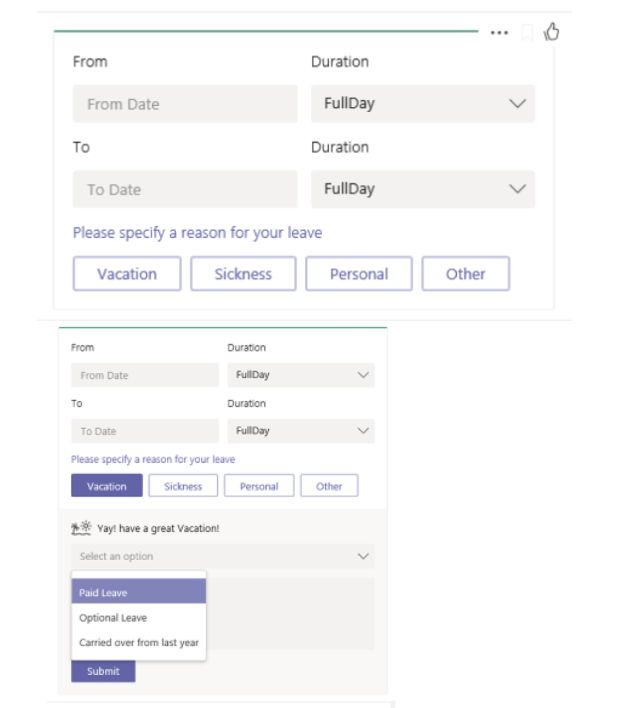 From Duration
From Date FullDay
To Duration
To Date FullDay
Please specify a reason for your leave
Vacation Sickness Personal Other
From Duration
From Date FullDay
To Duration
To Date FullDay
Please specify a reason for your leave
Vacation Sickness Personal Other
Yay! have a great Vacation!
Select an option
Paid Leave
Optional Leave
Carried over from last year
Submit